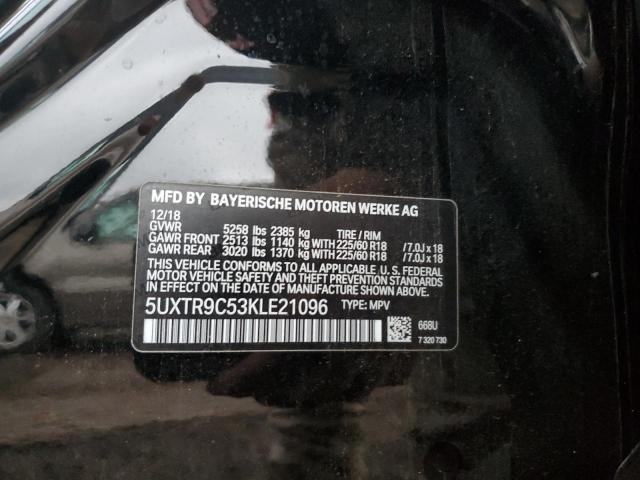 MFD BY BAYERISCHE MOTOREN WERKE AG
12/18
GVWR 5258 lbs 2385 kg TIRE / RIM
GAWR FRONT 2513 lbs 1140 kg WITH 225/60 R18 / 7.0J x 18
GAWR REAR 3020 lbs 1370 kg WITH 225/60 R18 / 7.0J x 18
THIS VEHICLE CONFORMS TO ALL APPLICABLE U. S. FEDERAL
MOTOR VEHICLE SAFETY AND THEFT PREVENTION STANDARDS
IN EFFECT ON THE DATE OF MANUFACTURE SHOWN ABOVE.
5UXTR9C53KLE21096 TYPE: MPV
668U
7 320 730